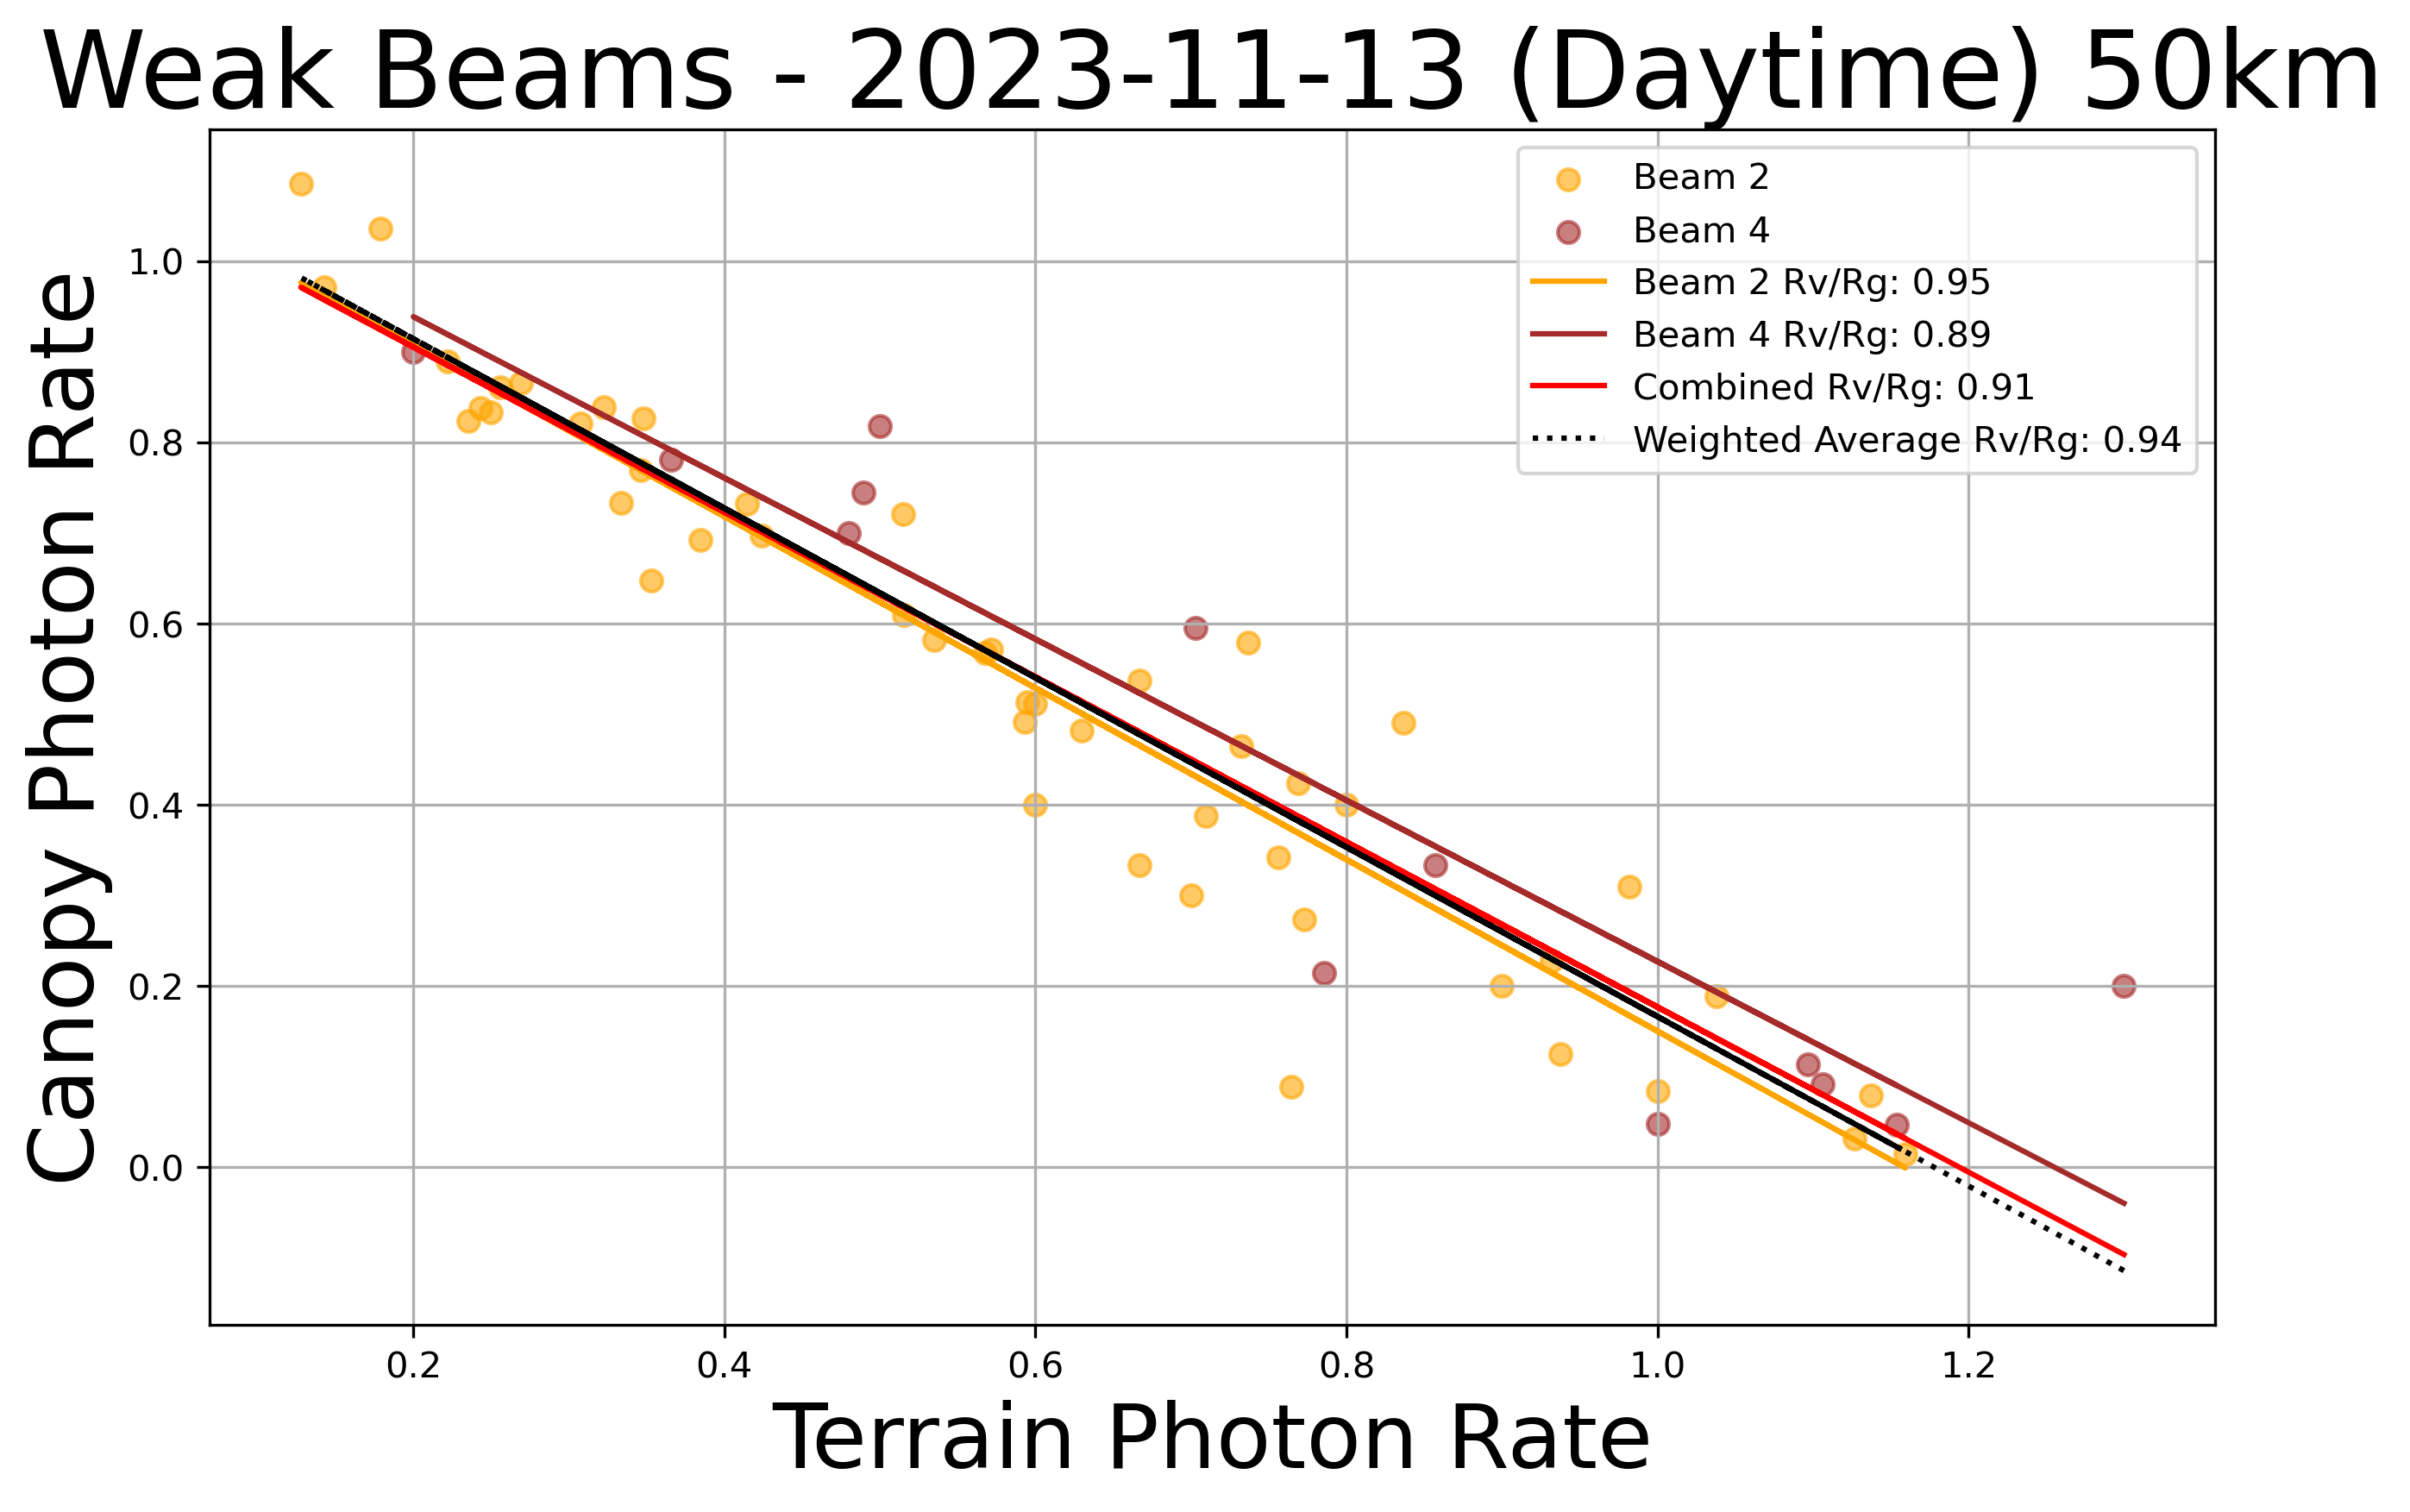 Weak Beams - 2023-11-13 (Daytime) 50km
Beam 2
Beam 4
Beam 2 Rv/Rg: 0.95
Beam 4 Rv/Rg: 0.89
Combined Rv/Rg: 0.91
Weighted Average Rv/Rg: 0.94
Canopy Photon Rate
1.0
0.8
0.6
0.4
0.2
0.0
0.2 0.4 0.6 0.8 1.0 1.2
Terrain Photon Rate